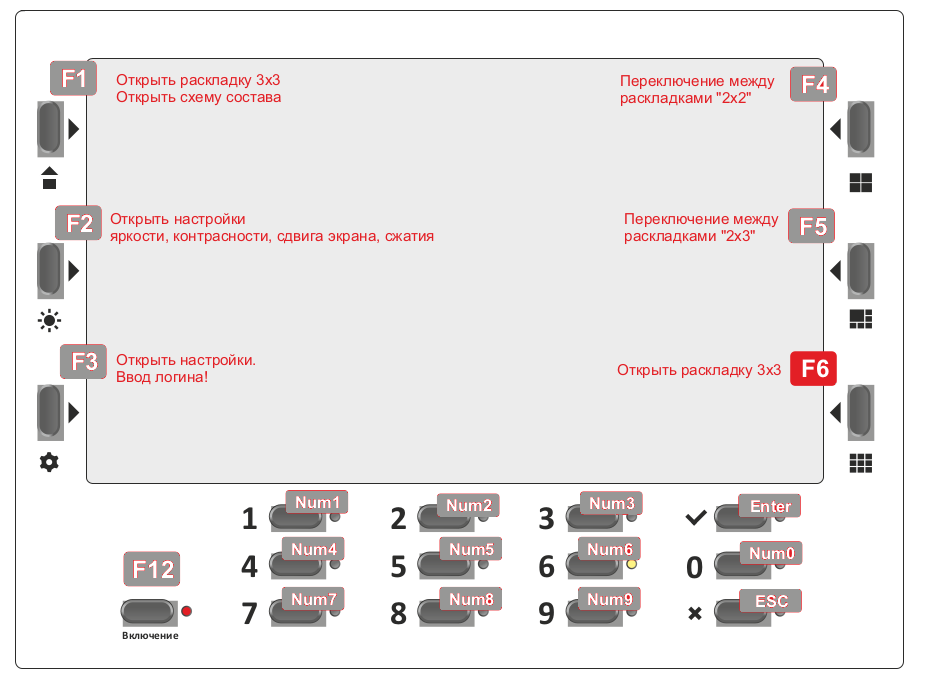 F1
Открыть раскладку 3x3
Открыть схему состава
Переключение между
раскладками "2x2"
F4
F2
Открыть настройки
яркости, контрасности, сдвига экрана, сжатия
Переключение между
раскладками "2x3"
F5
F3
Открыть настройки.
Ввод логина!
Открыть раскладку 3x3
F6
1
Num1
2
Num2
3
Num3
Enter
F12
4
Num4
5
Num5
6
Num6
0
Num0
7
Num7
8
Num8
9
Num9
ESC
Включение